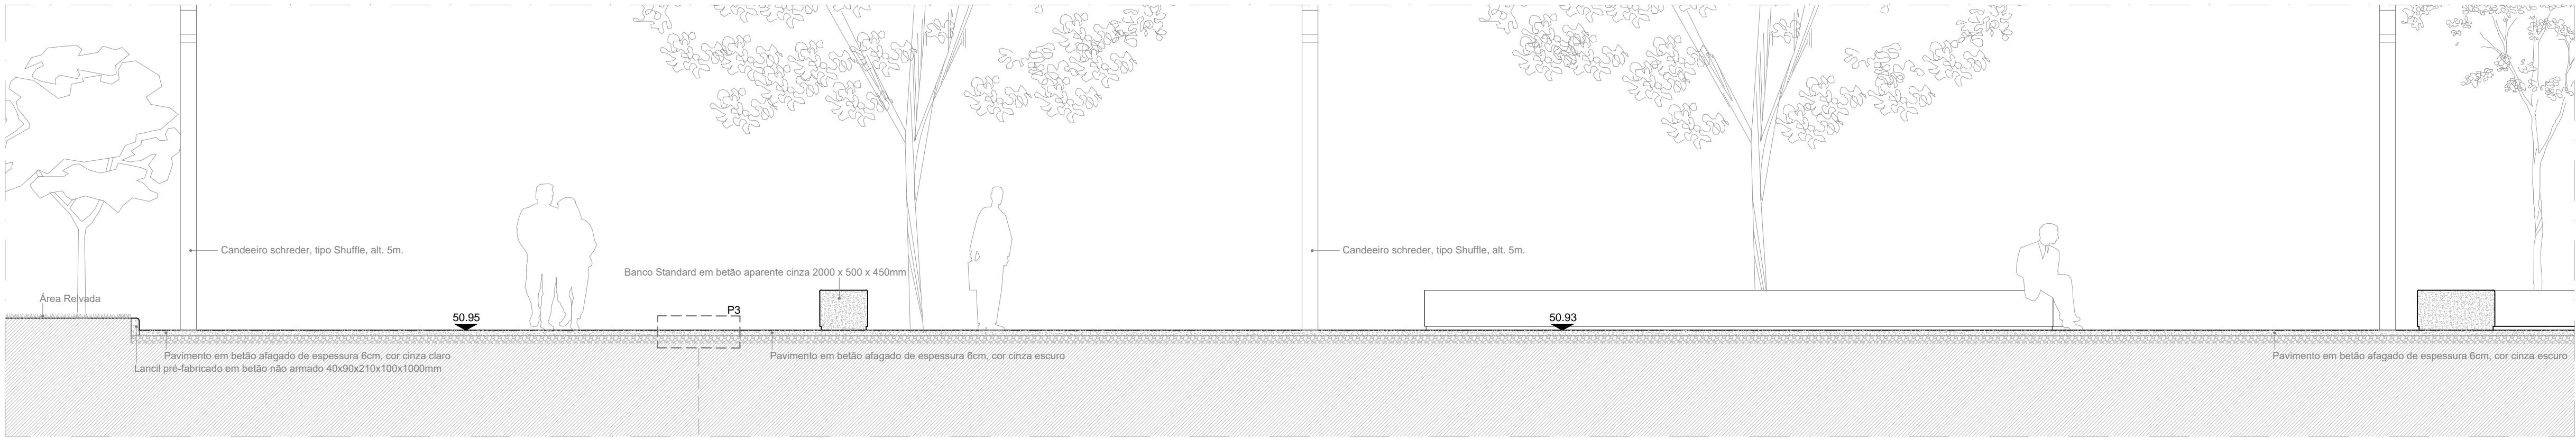 Candeeiro schreder, tipo Shuffle, alt. 5m.
Candeeiro schreder, tipo Shuffle, alt. 5m.
Banco Standard em betão aparente cinza 2000 x 500 x 450mm
Área Relvada
P3
50.95
50.93
Pavimento em betão afagado de espessura 6cm, cor cinza claro
Pavimento em betão afagado de espessura 6cm, cor cinza escuro
Pavimento em betão afagado de espessura 6cm, cor cinza escuro
Lancil pré-fabricado em betão não armado 40x90x210x100x1000mm